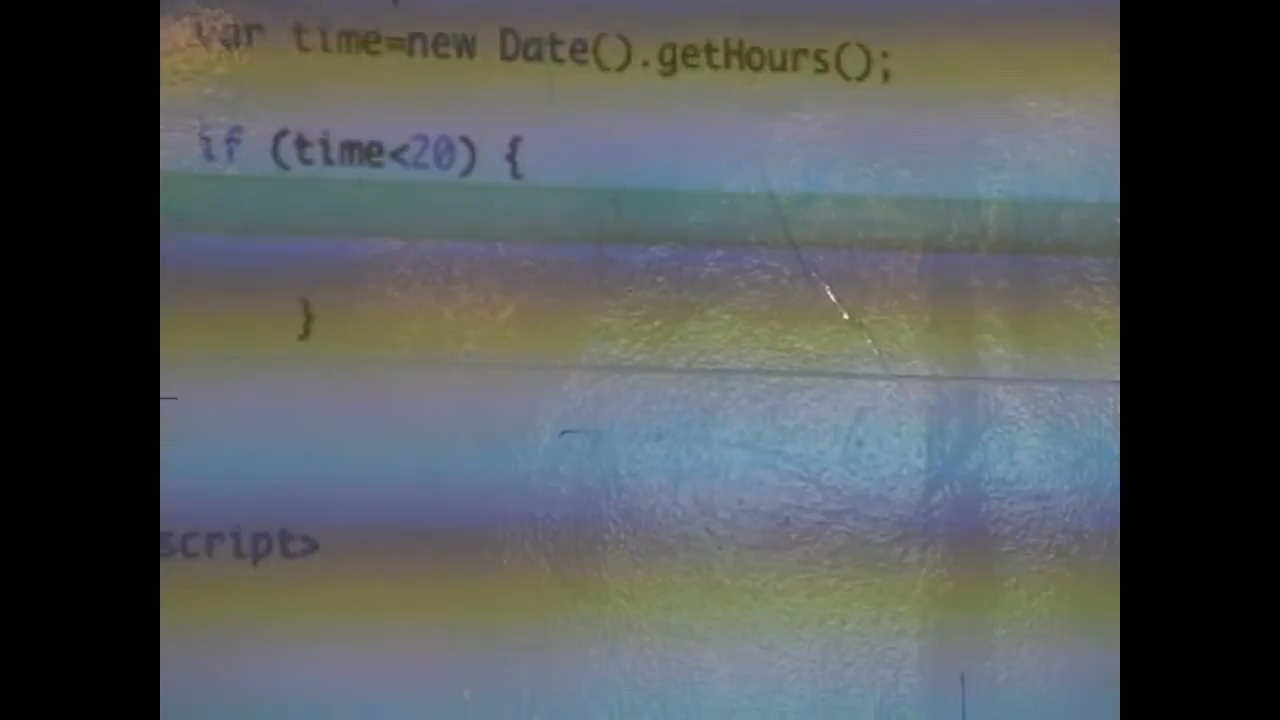 var time=new Date().getHours();
if (time<20) {
}
script>